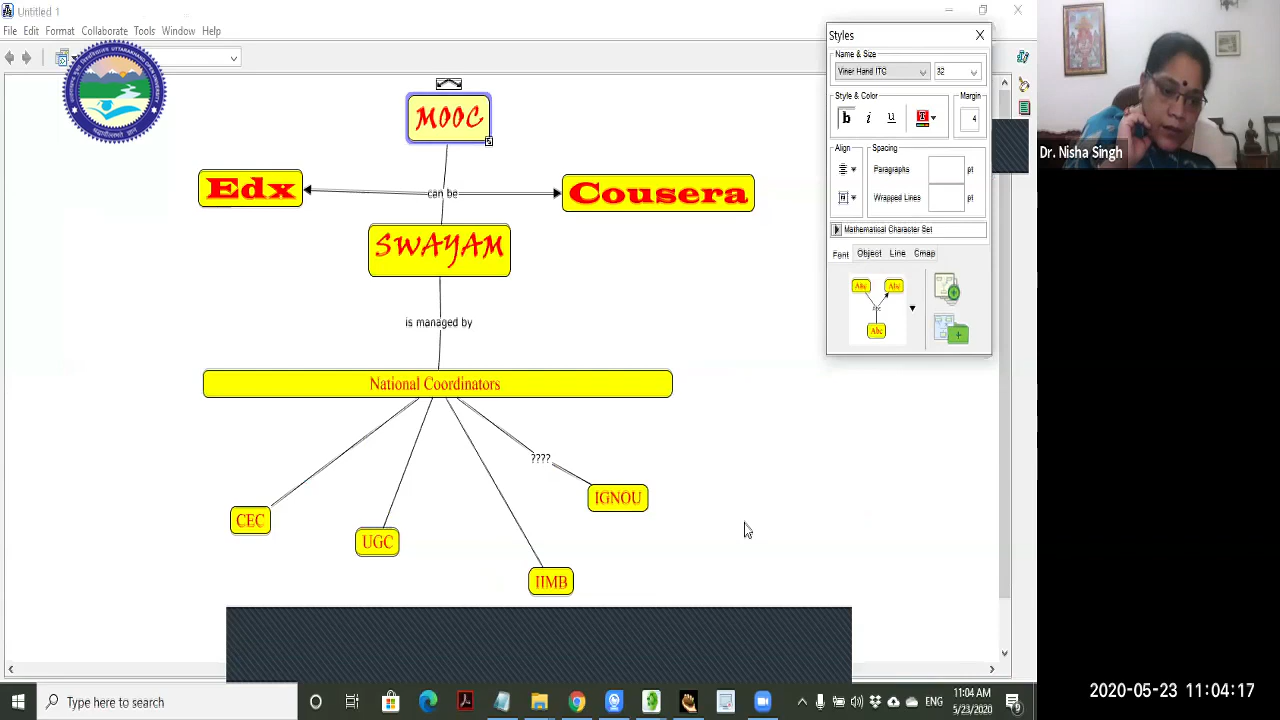 Untitled 1
File Edit Format Collaborate Tools Window Help
MOOC
Edx
can be
Cousera
SWAYAM
is managed by
National Coordinators
????
IGNOU
CEC
UGC
IIMB
Styles
Name & Size
Viner Hand ITC 32
Style & Color Margin
b i u T 4
Align Spacing
Paragraphs pt
Wrapped Lines pt
Mathematical Character Set
Font Object Line Cmap
Abc Abc
Abc
Abc
Dr. Nisha Singh
Type here to search
ENG
11:04 AM
5/23/2020
9
2020-05-23 11:04:17